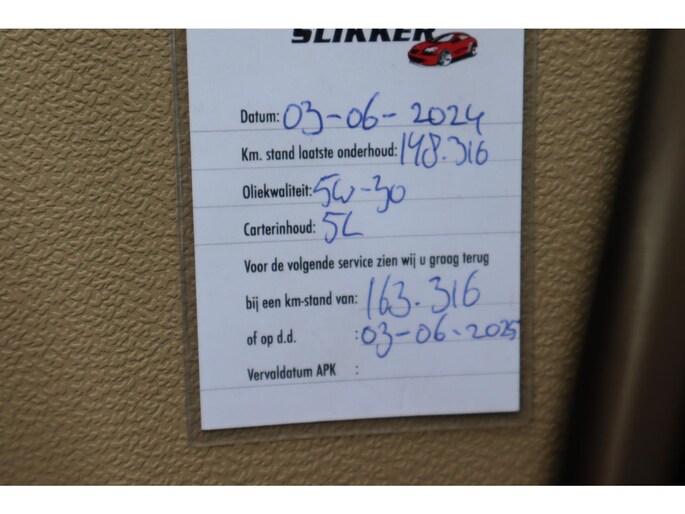 SLIKKER
Datum: 03-06-2024
Km. stand laatste onderhoud: 148.316
Oliekwaliteit: 5W-30
Carterinhoud: 5L
Voor de volgende service zien wij u graag terug
bij een km-stand van: 163.316
of op d.d. : 03-06-2025
Vervaldatum APK :